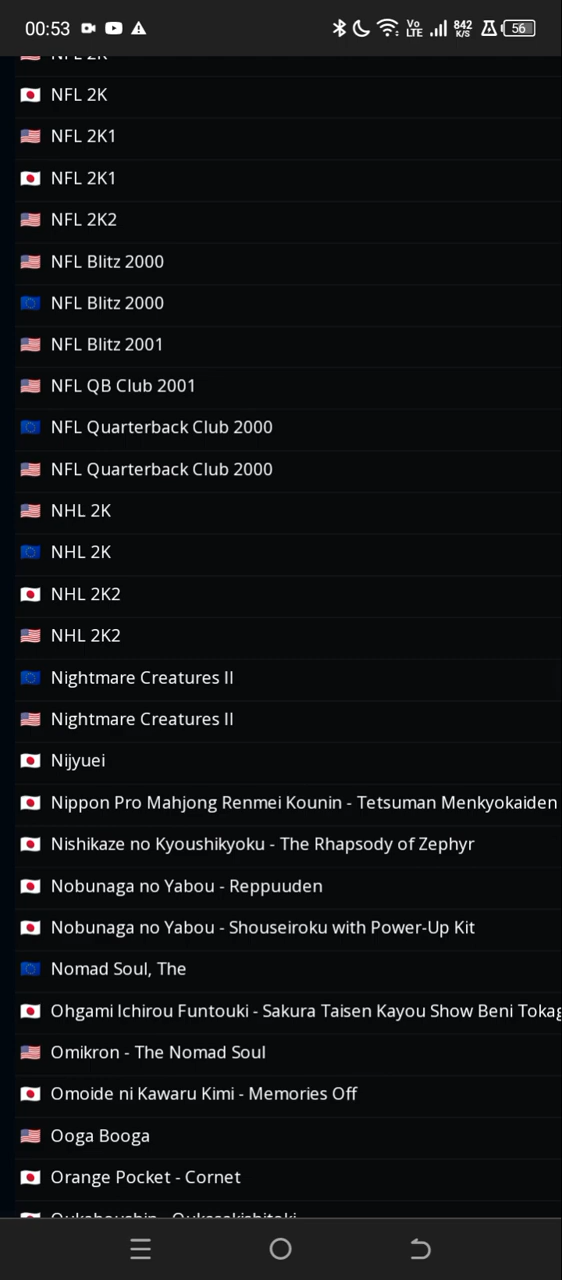 00:53 Vo LTE 842 K/S 56
NFL 2K
NFL 2K
NFL 2K1
NFL 2K1
NFL 2K2
NFL Blitz 2000
NFL Blitz 2000
NFL Blitz 2001
NFL QB Club 2001
NFL Quarterback Club 2000
NFL Quarterback Club 2000
NHL 2K
NHL 2K
NHL 2K2
NHL 2K2
Nightmare Creatures II
Nightmare Creatures II
Nijyuei
Nippon Pro Mahjong Renmei Kounin - Tetsuman Menkyokaiden
Nishikaze no Kyoushikyoku - The Rhapsody of Zephyr
Nobunaga no Yabou - Reppuuden
Nobunaga no Yabou - Shouseiroku with Power-Up Kit
Nomad Soul, The
Ohgami Ichirou Funtouki - Sakura Taisen Kayou Show Beni Tokag
Omikron - The Nomad Soul
Omoide ni Kawaru Kimi - Memories Off
Ooga Booga
Orange Pocket - Cornet